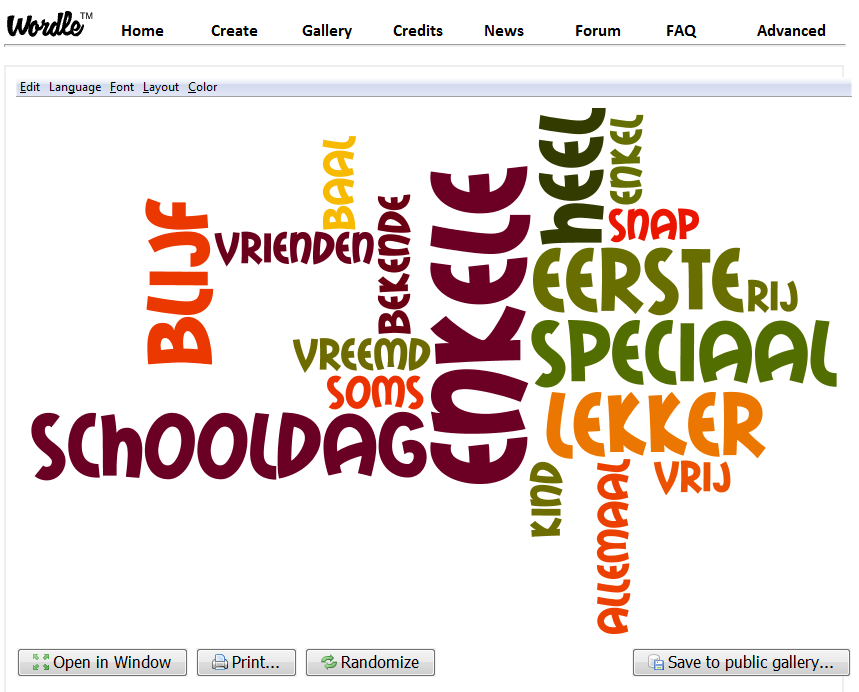 Wordle™
Home Create Gallery Credits News Forum FAQ Advanced
Edit Language Font Layout Color
HEEL
ENKEL
BAAL
BLIJF
VRIENDEN
BEKENDE
ENKELE
SNAP
EERSTE
RIJ
VREEMD
SPECIAAL
SOMS
LEKKER
SCHOOLDAG
KIND
ALLEMAAL
VRIJ
Open in Window Print... Randomize Save to public gallery...